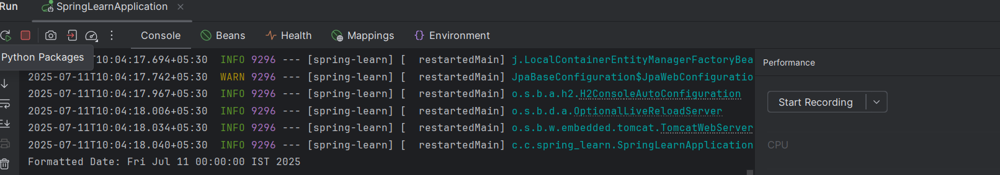 Run SpringLearnApplication
Console Beans Health Mappings Environment
Python Packages
10:04:17.694+05:30 INFO 9296 --- [spring-learn] [ restartedMain] j.LocalContainerEntityManagerFactoryBea
2025-07-11T10:04:17.742+05:30 WARN 9296 --- [spring-learn] [ restartedMain] JpaBaseConfiguration$JpaWebConfiguratio
2025-07-11T10:04:17.967+05:30 INFO 9296 --- [spring-learn] [ restartedMain] o.s.b.a.h2.H2ConsoleAutoConfiguration
2025-07-11T10:04:18.006+05:30 INFO 9296 --- [spring-learn] [ restartedMain] o.s.b.d.a.OptionalLiveReloadServer
2025-07-11T10:04:18.034+05:30 INFO 9296 --- [spring-learn] [ restartedMain] o.s.b.w.embedded.tomcat.TomcatWebServer
2025-07-11T10:04:18.040+05:30 INFO 9296 --- [spring-learn] [ restartedMain] c.c.spring_learn.SpringLearnApplication
Formatted Date: Fri Jul 11 00:00:00 IST 2025
Performance
Start Recording
CPU